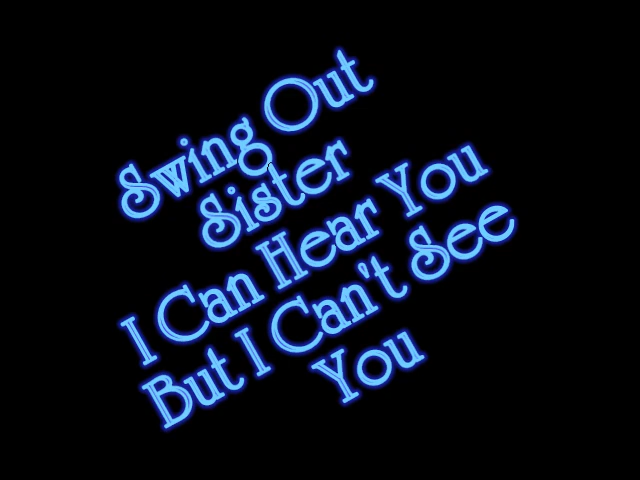 Swing Out
Sister
I Can Hear You
But I Can't See
You